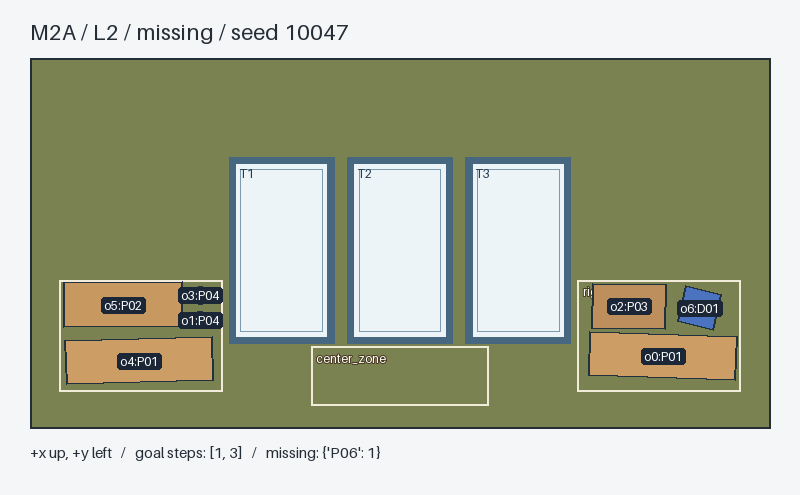 M2A / L2 / missing / seed 10047
T1
T2
T3
o5:P02
o3:P04
o1:P04
o4:P01
center_zone
ri
o2:P03
o6:D01
o0:P01
+x up, +y left / goal steps: [1, 3] / missing: {'P06': 1}